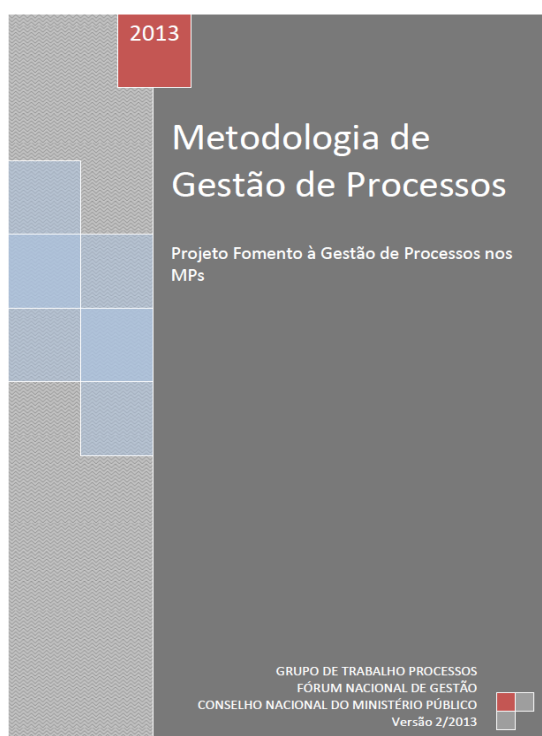 2013
Metodologia de
Gestão de Processos
Projeto Fomento à Gestão de Processos nos
MPs
GRUPO DE TRABALHO PROCESSOS
FÓRUM NACIONAL DE GESTÃO
CONSELHO NACIONAL DO MINISTÉRIO PÚBLICO
Versão 2/2013